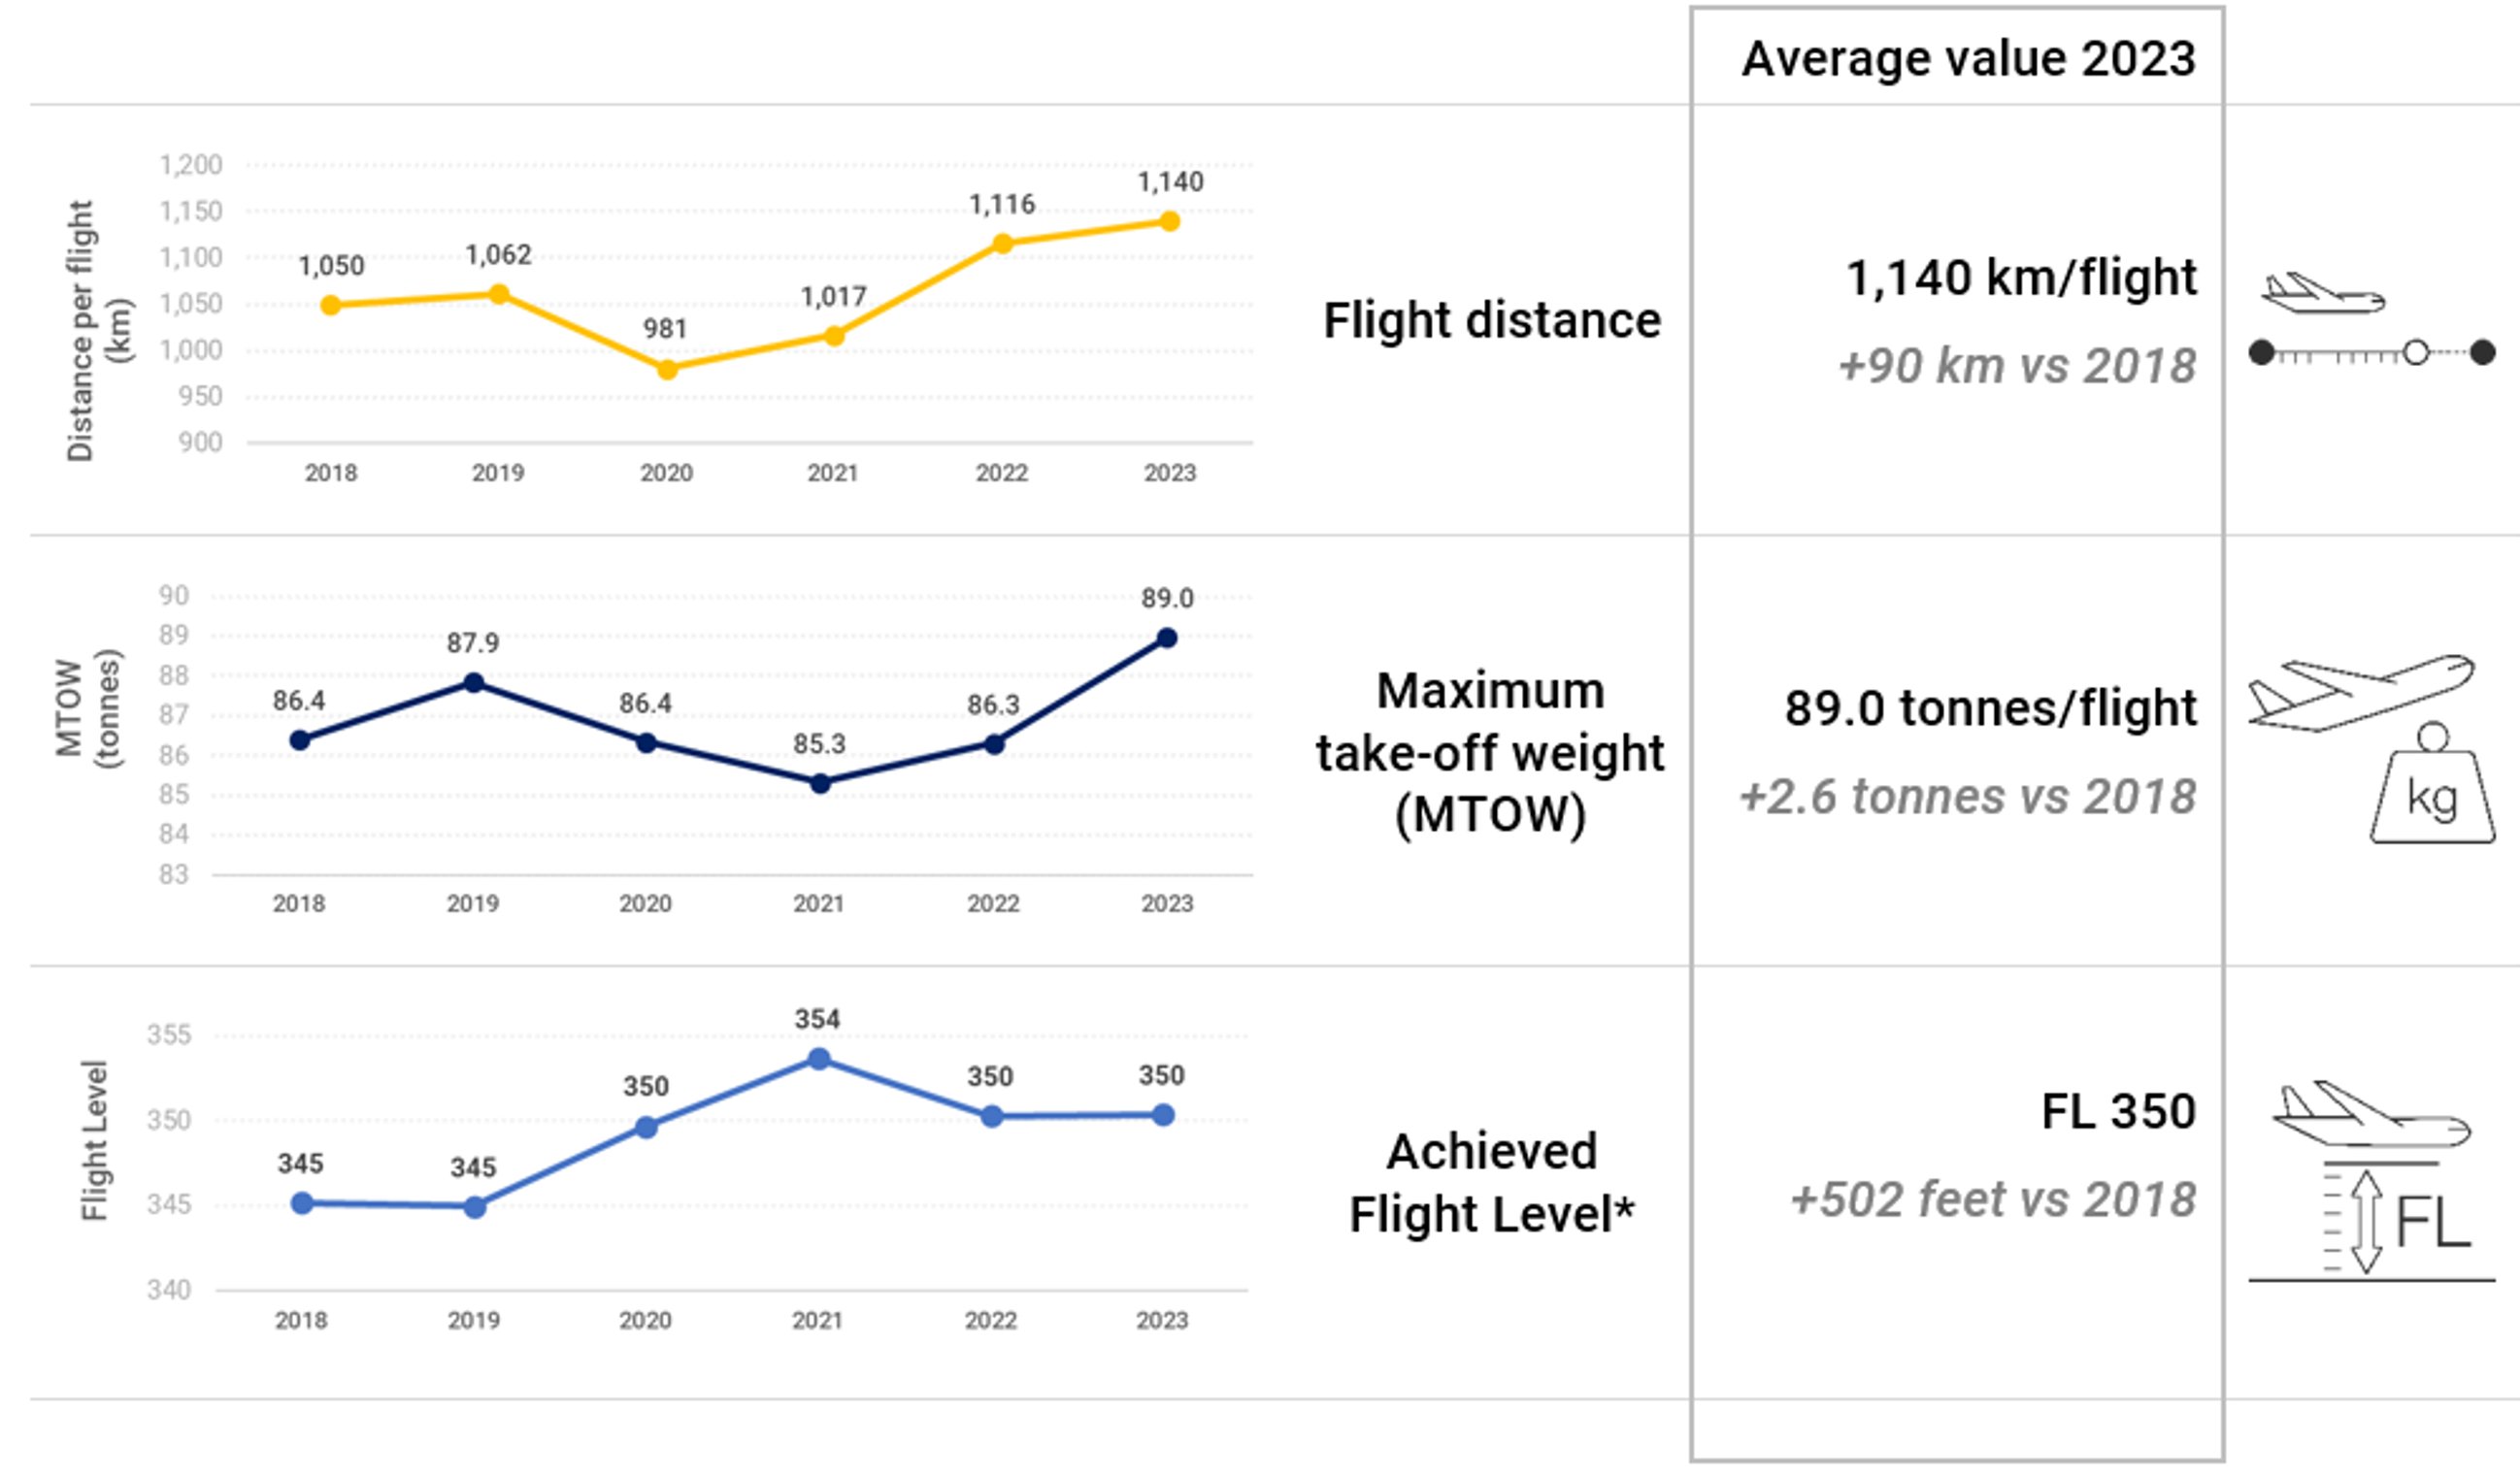 Average value 2023
Distance per flight
(km)
1,200
1,150
1,100
1,050
1,000
950
900
1,050
1,062
981
1,017
1,116
1,140
2018
2019
2020
2021
2022
2023
Flight distance
1,140 km/flight
+90 km vs 2018
MTOW
(tonnes)
90
89
88
87
86
85
84
83
86.4
87.9
86.4
85.3
86.3
89.0
2018
2019
2020
2021
2022
2023
Maximum
take-off weight
(MTOW)
89.0 tonnes/flight
+2.6 tonnes vs 2018
kg
Flight Level
355
350
345
340
345
345
350
354
350
350
2018
2019
2020
2021
2022
2023
Achieved
Flight Level*
FL 350
+502 feet vs 2018
FL